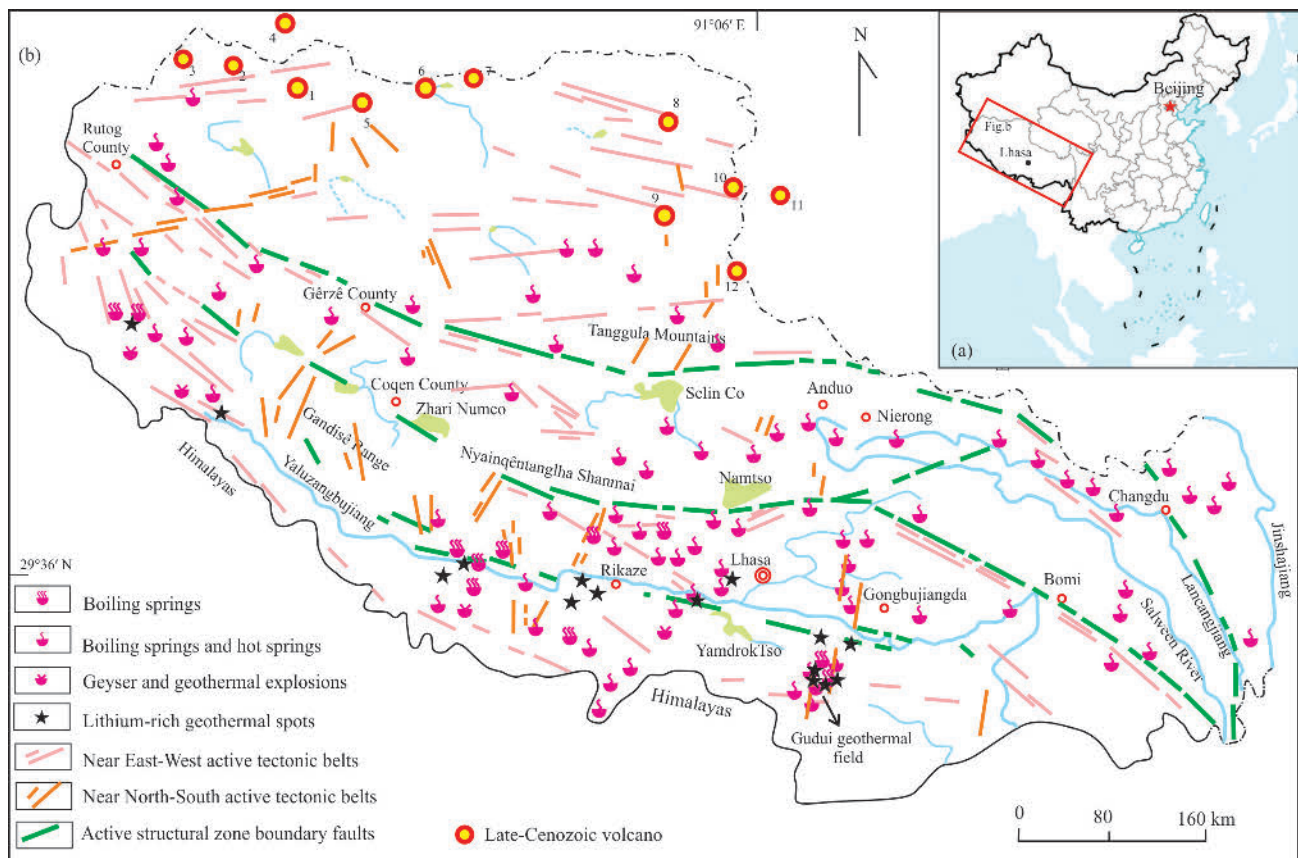 91°06′ E
(b)
4
3
2
1
6
7
5
8
N
10
11
9
12
Rutog
County
Gêrzê County
Tanggula Mountains
Coqen County
Zhari Numco
Selin Co
Anduo
Nierong
Gandisê Range
Himalayas
Yaluzangbujiang
Nyainqêntanglha Shanmai
Namtso
Changdu
Jinshajiang
29°36′ N
Rikaze
Lhasa
Gongbujiangda
Bomi
Lancangjiang
Salween River
YamdrokTso
Himalayas
Gudui geothermal
field
Beijing
Fig.b
Lhasa
(a)
Boiling springs
Boiling springs and hot springs
Geyser and geothermal explosions
Lithium-rich geothermal spots
Near East-West active tectonic belts
Near North-South active tectonic belts
Active structural zone boundary faults
Late-Cenozoic volcano
0 80 160 km